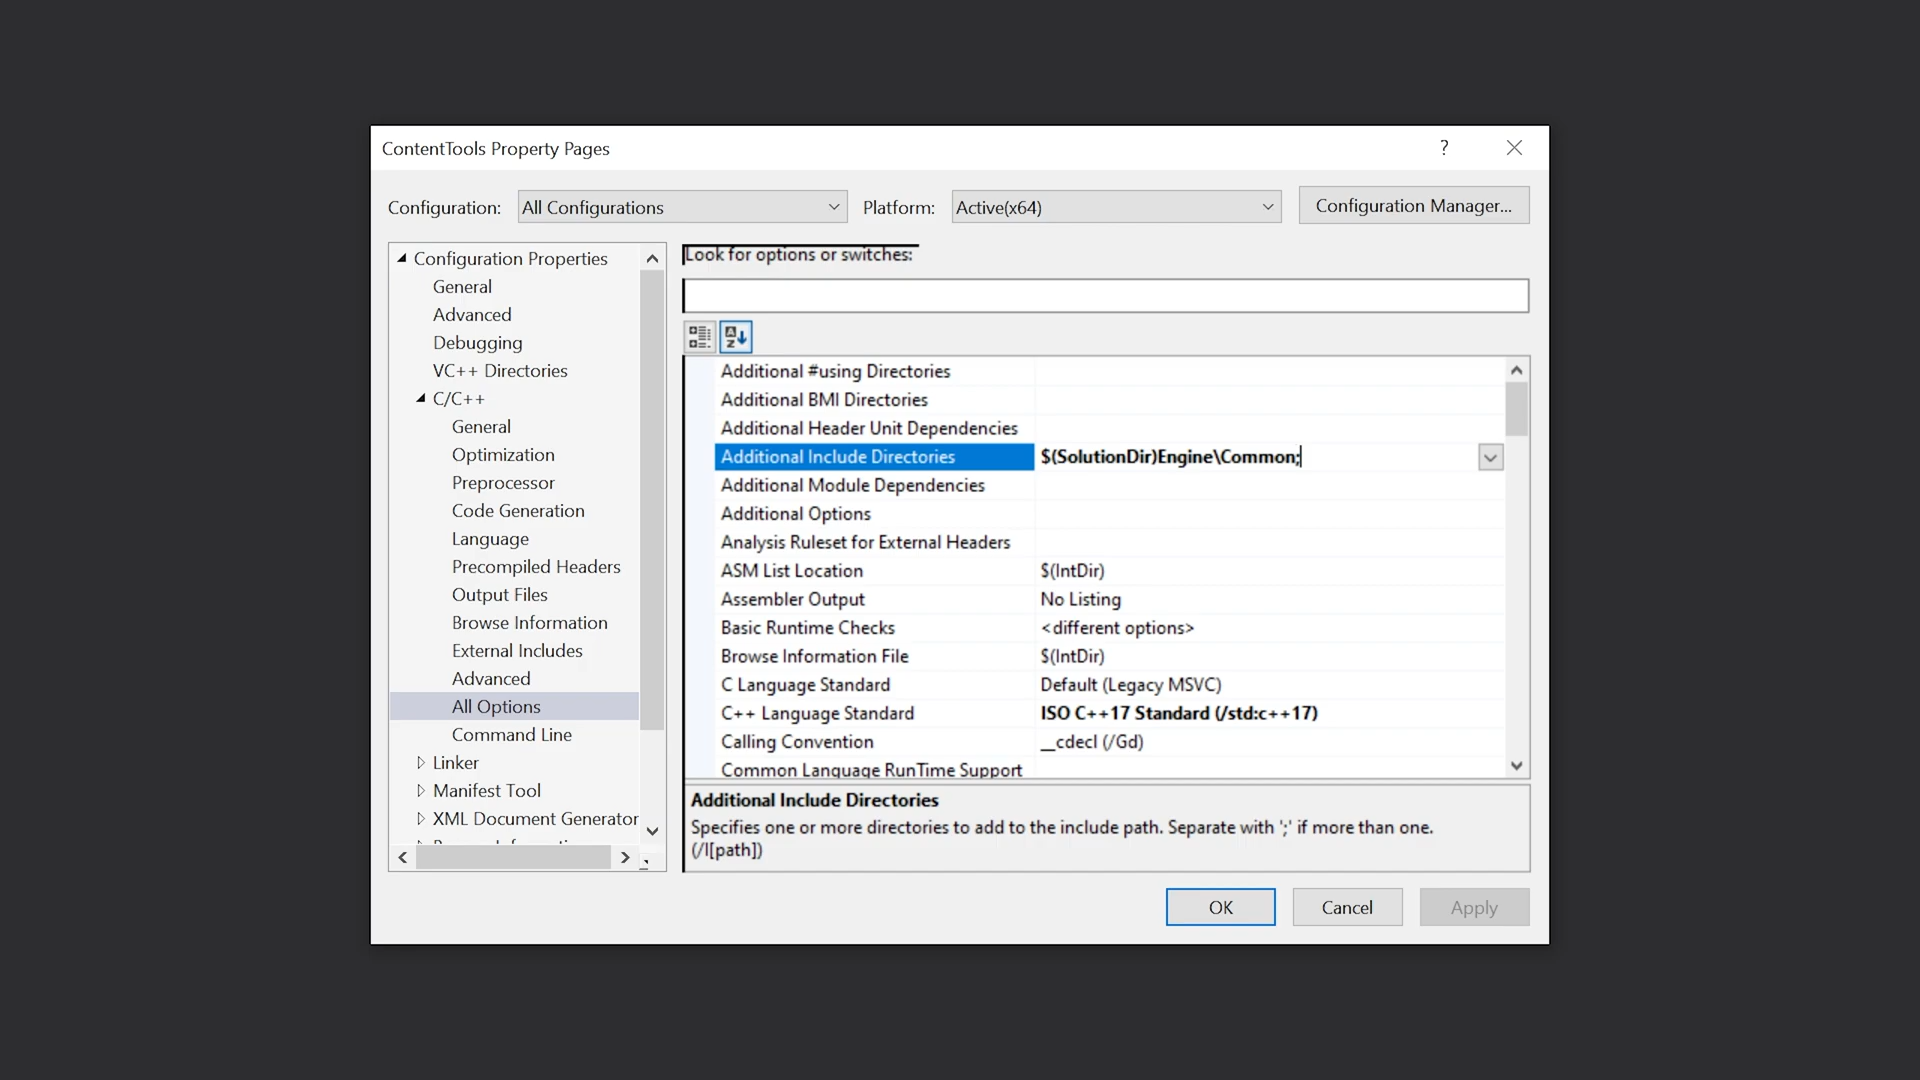 ContentTools Property Pages
?
Configuration: All Configurations Platform: Active(x64) Configuration Manager...
Configuration Properties
General
Advanced
Debugging
VC++ Directories
C/C++
General
Optimization
Preprocessor
Code Generation
Language
Precompiled Headers
Output Files
Browse Information
External Includes
Advanced
All Options
Command Line
Linker
Manifest Tool
XML Document Generator
Look for options or switches:
Additional #using Directories
Additional BMI Directories
Additional Header Unit Dependencies
Additional Include Directories $(SolutionDir)Engine\Common;
Additional Module Dependencies
Additional Options
Analysis Ruleset for External Headers
ASM List Location $(IntDir)
Assembler Output No Listing
Basic Runtime Checks <different options>
Browse Information File $(IntDir)
C Language Standard Default (Legacy MSVC)
C++ Language Standard ISO C++17 Standard (/std:c++17)
Calling Convention __cdecl (/Gd)
Common Language RunTime Support
Additional Include Directories
Specifies one or more directories to add to the include path. Separate with ';' if more than one.
(/I[path])
OK Cancel Apply